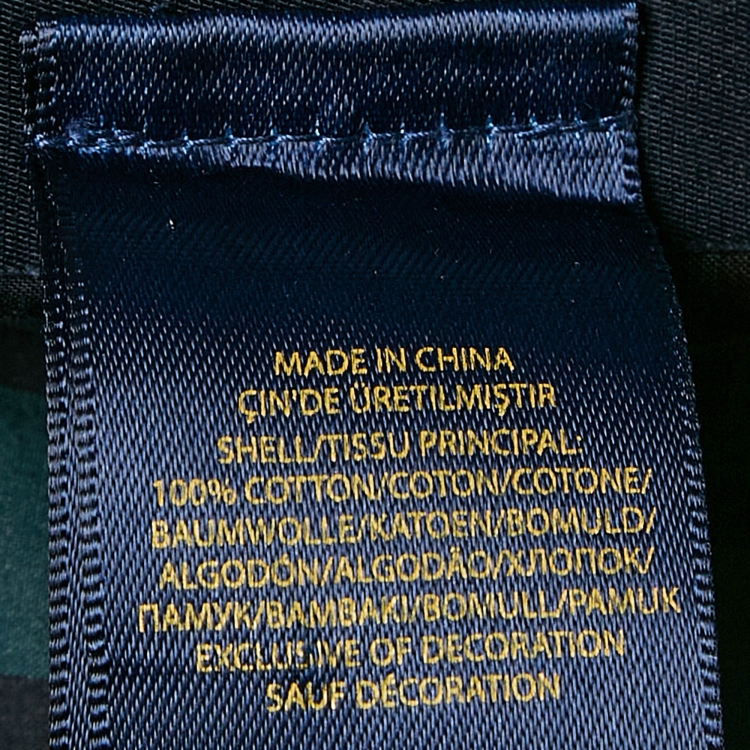 MADE IN CHINA
ÇIN'DE ÜRETILMIŞTIR
SHELL/TISSU PRINCIPAL:
100% COTTON/COTON/COTONE/
BAUMWOLLE/KATOEN/BOMULD/
ALGODÓN/ALGODÃO/ХЛОПОК/
ПАМУК/BAMBAKI/BOMULL/PAMUK
EXCLUSIVE OF DECORATION
SAUF DÉCORATION